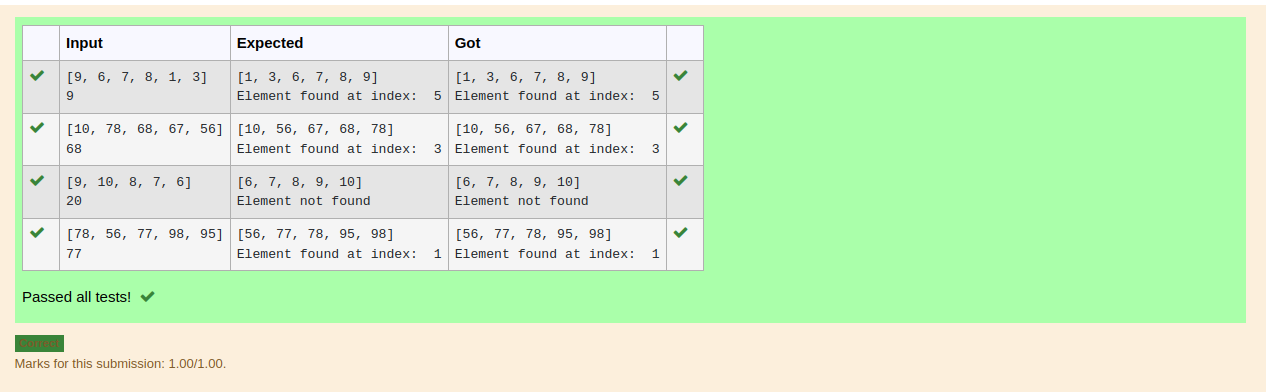 Input Expected Got
[9, 6, 7, 8, 1, 3] [1, 3, 6, 7, 8, 9] [1, 3, 6, 7, 8, 9]
9 Element found at index:  5 Element found at index:  5
[10, 78, 68, 67, 56] [10, 56, 67, 68, 78] [10, 56, 67, 68, 78]
68 Element found at index:  3 Element found at index:  3
[9, 10, 8, 7, 6] [6, 7, 8, 9, 10] [6, 7, 8, 9, 10]
20 Element not found Element not found
[78, 56, 77, 98, 95] [56, 77, 78, 95, 98] [56, 77, 78, 95, 98]
77 Element found at index:  1 Element found at index:  1
Passed all tests!
Correct
Marks for this submission: 1.00/1.00.